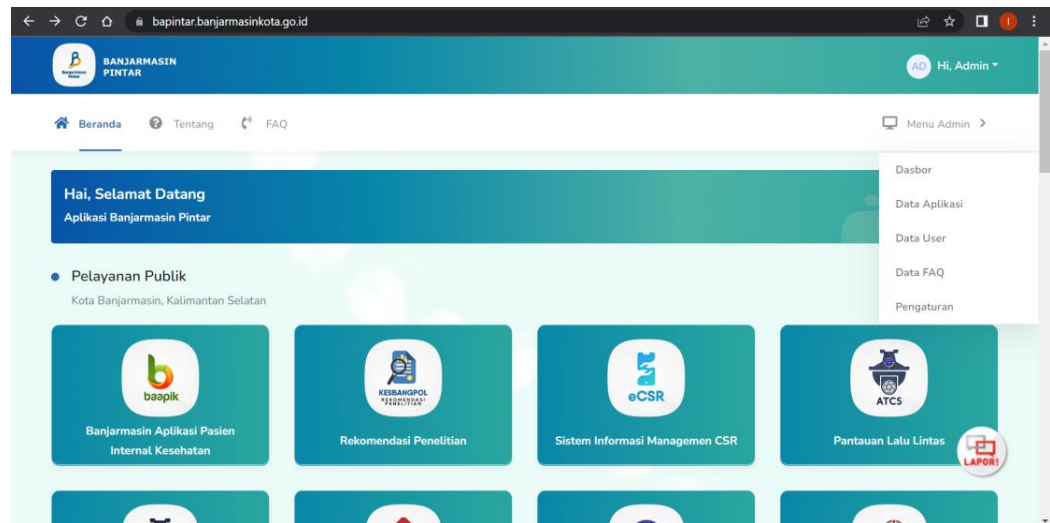 bapintar.banjarmasinkota.go.id
BANJARMASIN
PINTAR
AD Hi, Admin
Beranda Tentang FAQ Menu Admin
Dasbor
Data Aplikasi
Data User
Data FAQ
Pengaturan
Hai, Selamat Datang
Aplikasi Banjarmasin Pintar
Pelayanan Publik
Kota Banjarmasin, Kalimantan Selatan
baapik
Banjarmasin Aplikasi Pasien
Internal Kesehatan
KESBANGPOL
REKOMENDASI
PENELITIAN
Rekomendasi Penelitian
eCSR
Sistem Informasi Managemen CSR
ATCS
Pantauan Lalu Lintas
LAPOR!